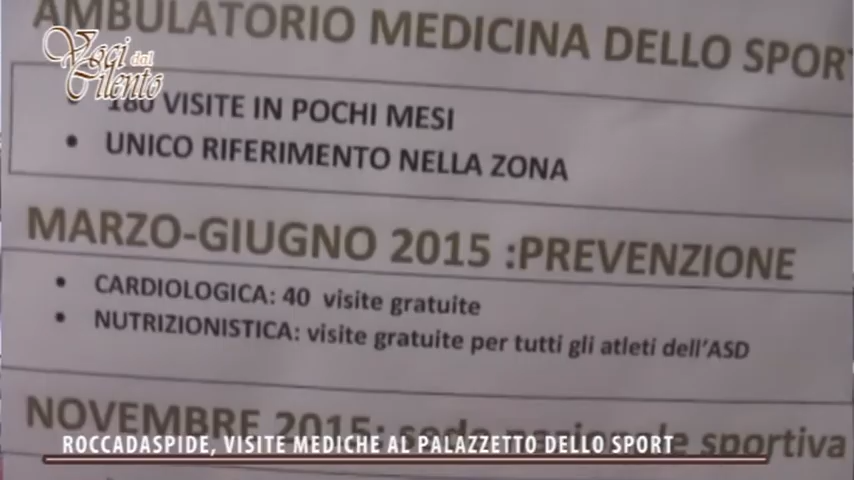 AMBULATORIO MEDICINA DELLO SPORT
Voci dal
Cilento
180 VISITE IN POCHI MESI
UNICO RIFERIMENTO NELLA ZONA
MARZO-GIUGNO 2015 :PREVENZIONE
CARDIOLOGICA: 40 visite gratuite
NUTRIZIONISTICA: visite gratuite per tutti gli atleti dell'ASD
NOVEMBRE 2015: sede nazionale sportiva
ROCCADASPIDE, VISITE MEDICHE AL PALAZZETTO DELLO SPORT